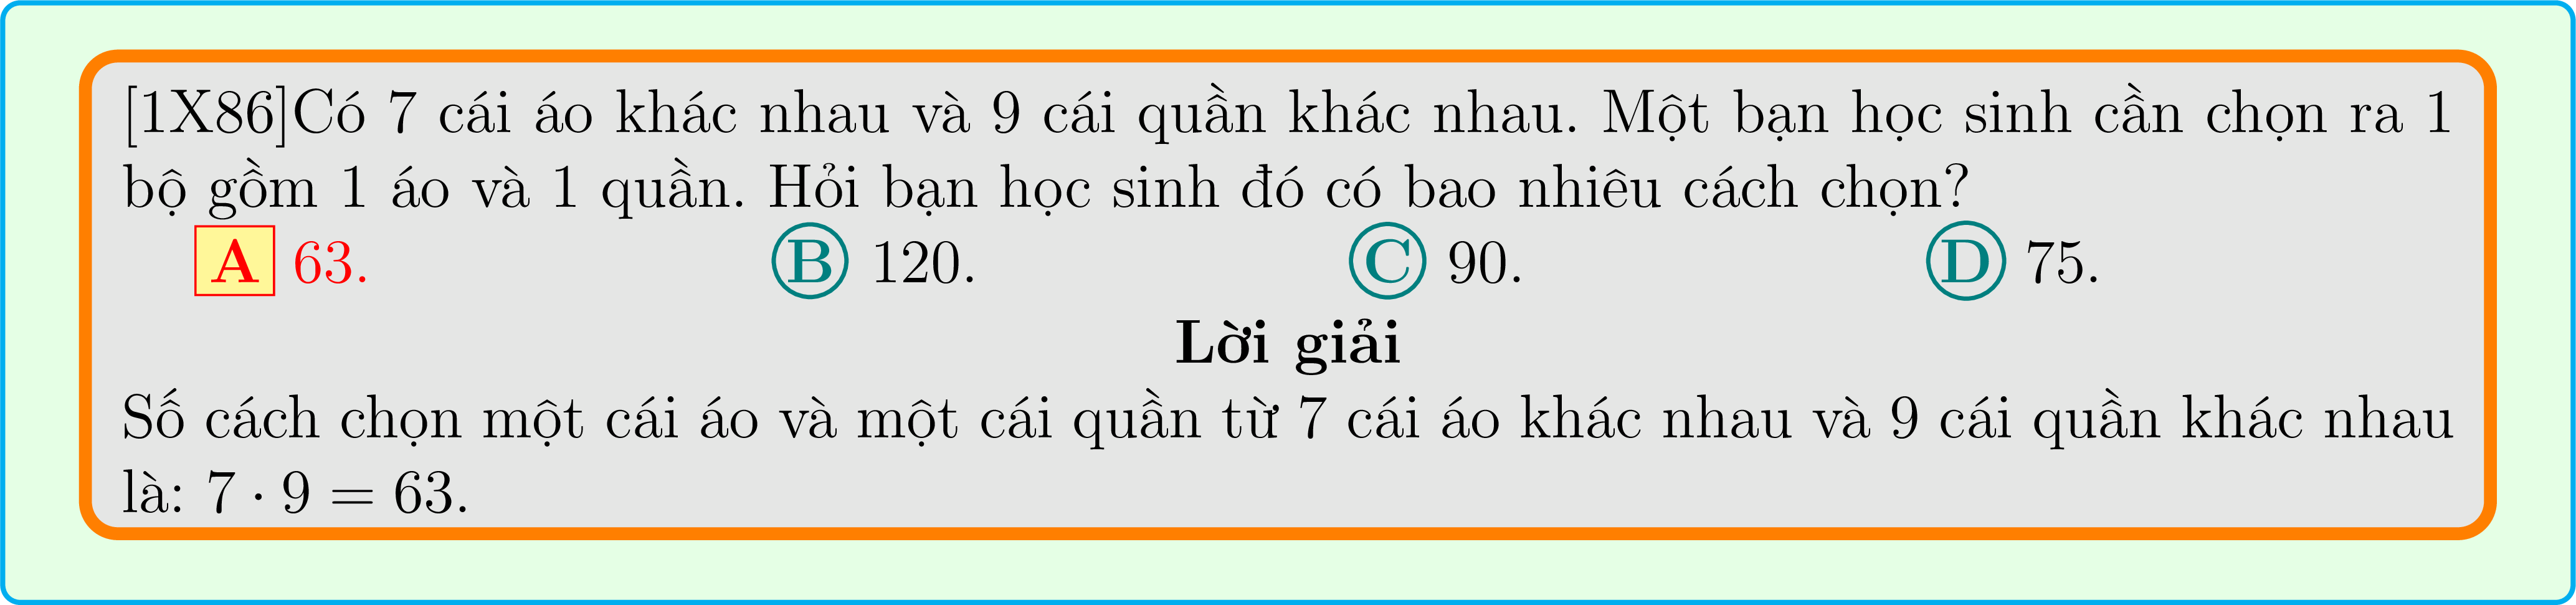 [1X86]Có 7 cái áo khác nhau và 9 cái quần khác nhau. Một bạn học sinh cần chọn ra 1
bộ gồm 1 áo và 1 quần. Hỏi bạn học sinh đó có bao nhiêu cách chọn?
A 63. B 120. C 90. D 75.
Lời giải
Số cách chọn một cái áo và một cái quần từ 7 cái áo khác nhau và 9 cái quần khác nhau
là: 7 · 9 = 63.